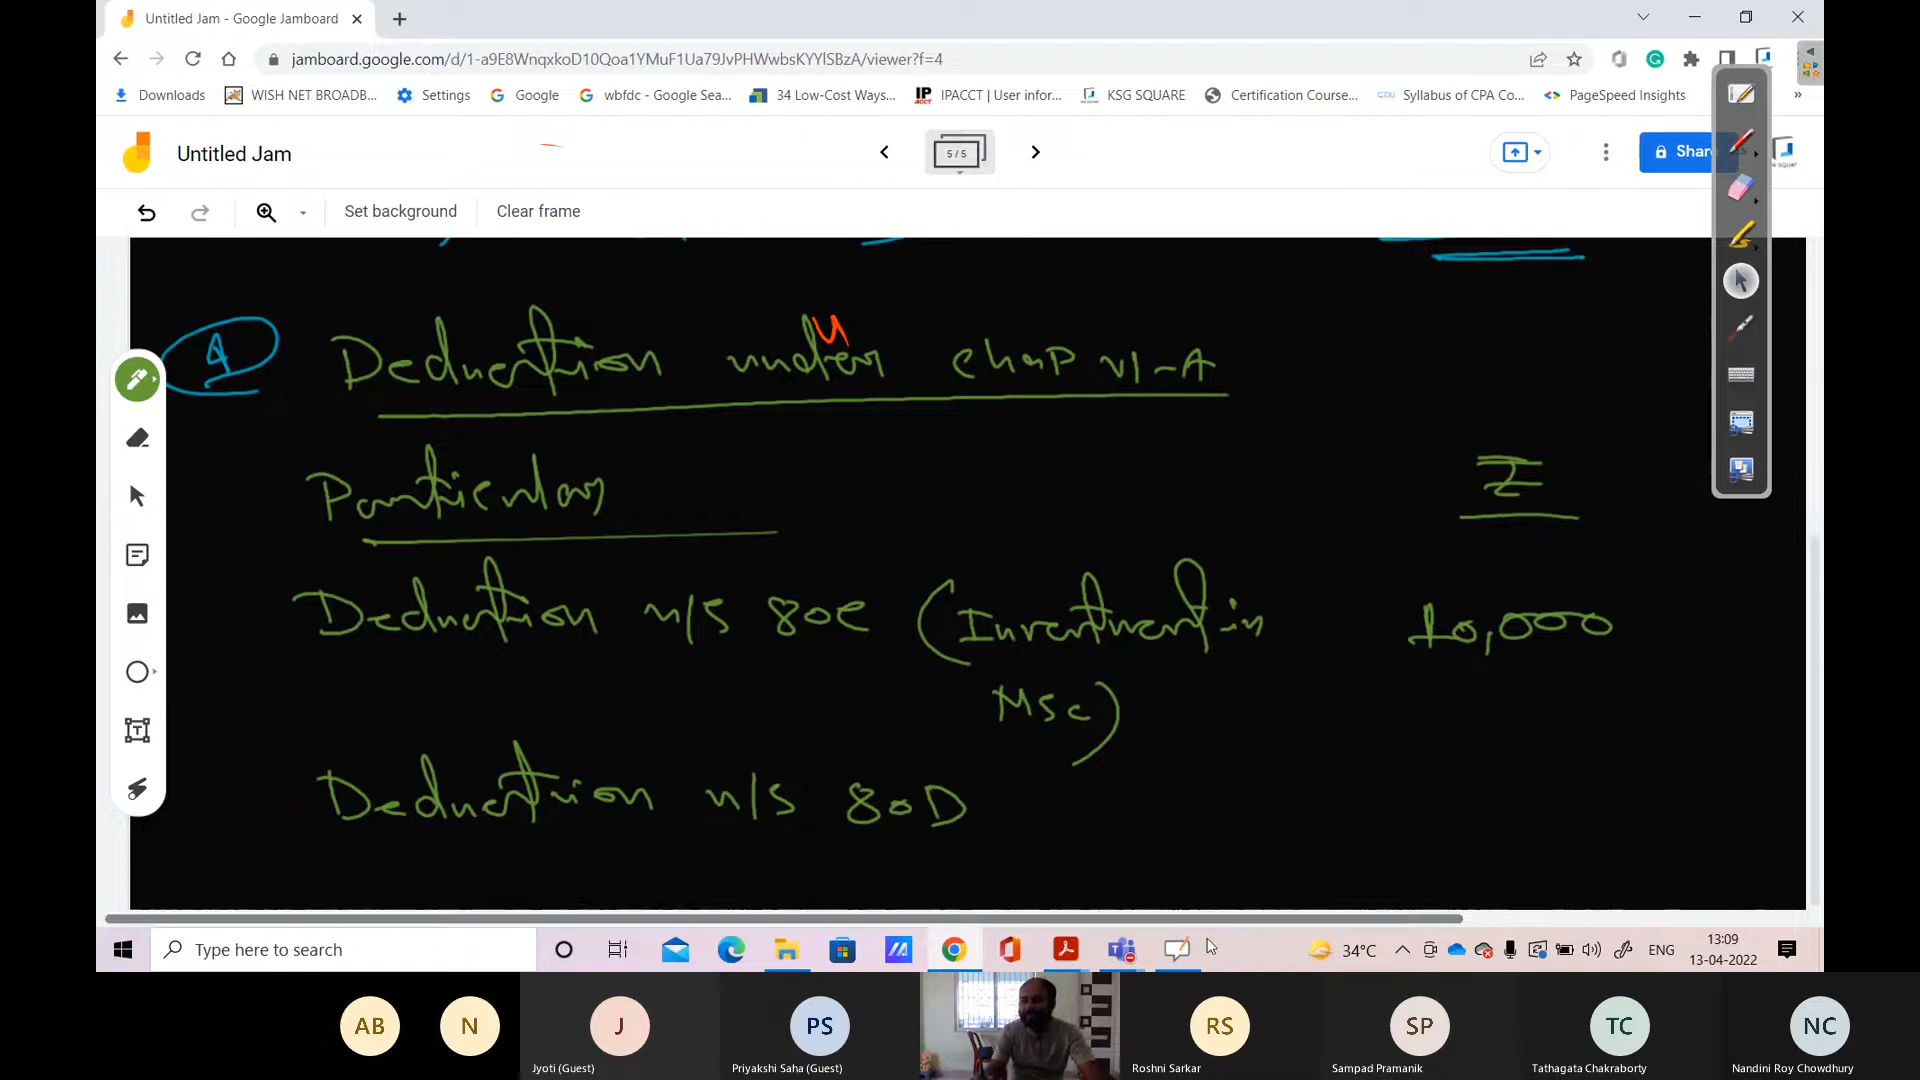 Untitled Jam - Google Jamboard
jamboard.google.com/d/1-a9E8WnqxkoD10Qoa1YMuF1Ua79JvPHWwbsKYYlSBzA/viewer?f=4
Downloads WISH NET BROADB... Settings Google wbfdc - Google Sea... 34 Low-Cost Ways... IPACCT | User infor... KSG SQUARE Certification Course... Syllabus of CPA Co... PageSpeed Insights »
Untitled Jam 5 / 5 Share
Set background Clear frame
4 Deduction under chap VI-A
Particulars
Deduction u/s 80C (Investment in 10,000
NSC)
Deduction u/s 80D
Type here to search 34°C ENG 13:09
13-04-2022
AB N J PS RS SP TC NC
Jyoti (Guest) Priyakshi Saha (Guest) Roshni Sarkar Sampad Pramanik Tathagata Chakraborty Nandini Roy Chowdhury